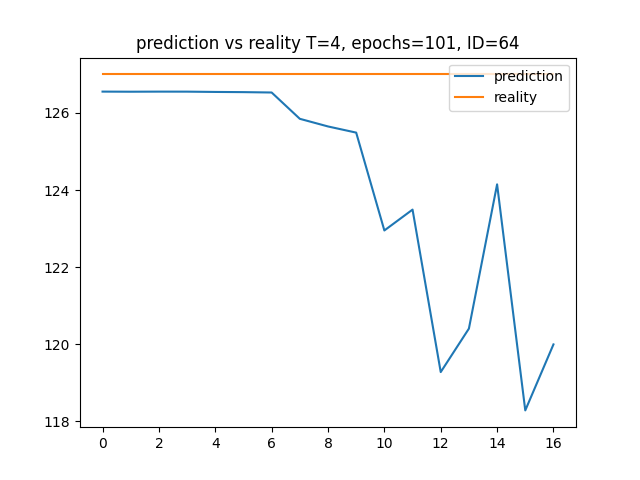 prediction vs reality T=4, epochs=101, ID=64
prediction
reality
126
124
122
120
118
0 2 4 6 8 10 12 14 16